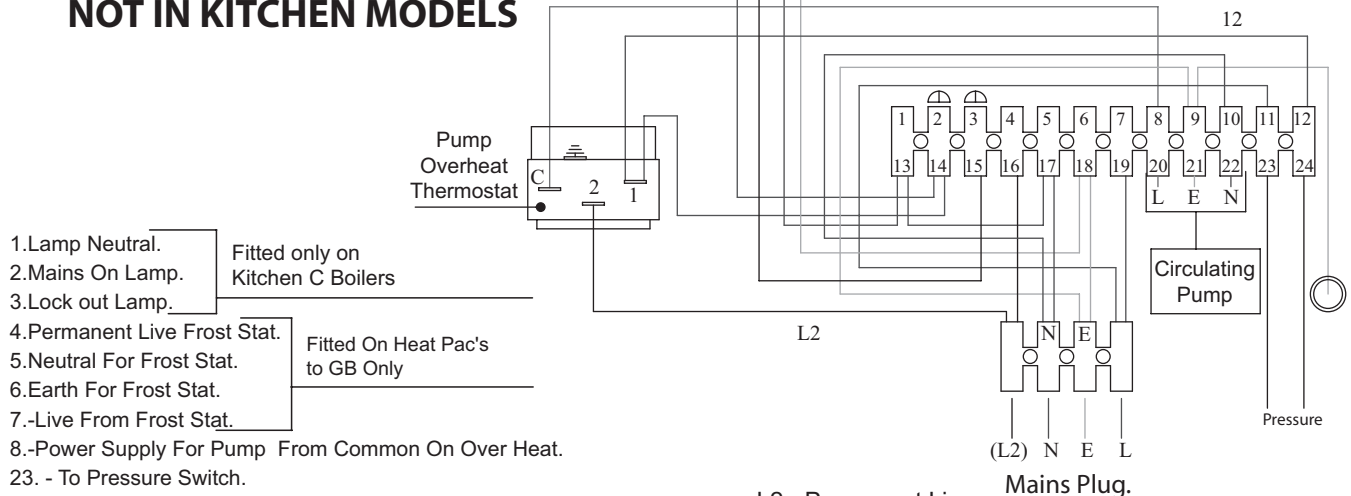 NOT IN KITCHEN MODELS
12
1 2 3 4 5 6 7 8 9 10 11 12
13 14 15 16 17 18 19 20 21 22 23 24
L E N
Pump
Overheat
Thermostat
C
2
1
Circulating
Pump
1.Lamp Neutral.
2.Mains On Lamp.
3.Lock out Lamp.
Fitted only on
Kitchen C Boilers
4.Permanent Live Frost Stat.
5.Neutral For Frost Stat.
6.Earth For Frost Stat.
7.-Live From Frost Stat.
Fitted On Heat Pac's
to GB Only
8.-Power Supply For Pump From Common On Over Heat.
23. - To Pressure Switch.
L2
N E
Pressure
(L2) N E L
Mains Plug.